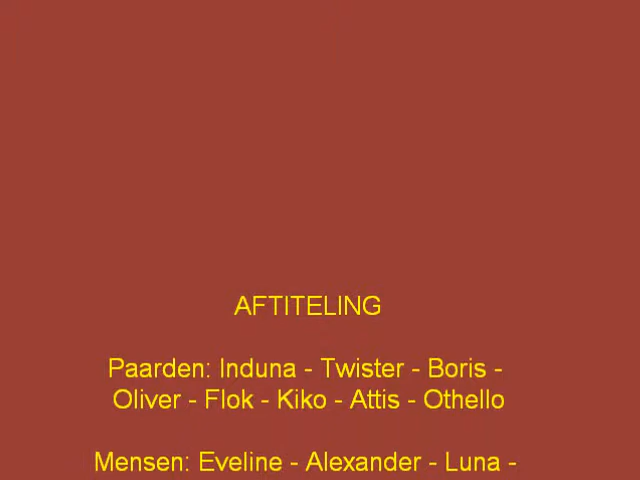 AFTITELING
Paarden: Induna - Twister - Boris -
Oliver - Flok - Kiko - Attis - Othello
Mensen: Eveline - Alexander - Luna -